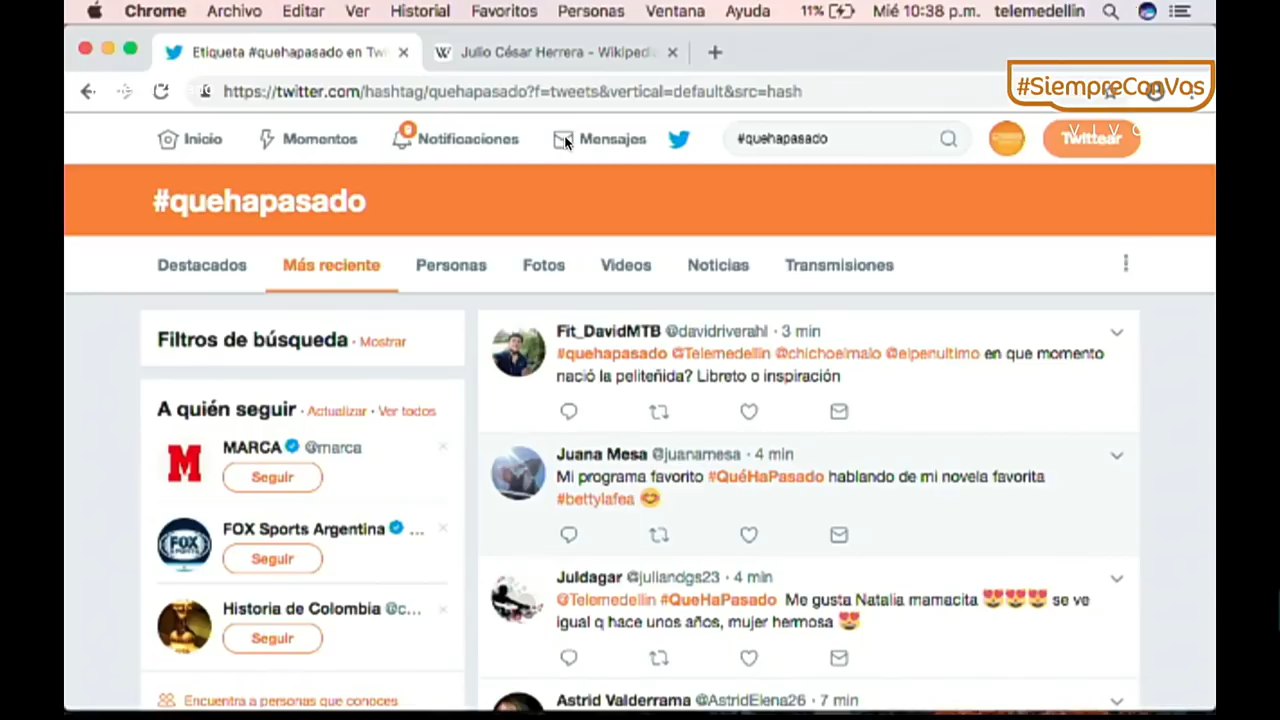 Chrome Archivo Editar Ver Historial Favoritos Personas Ventana Ayuda 11% Mié 10:38 p.m. telemedellin
Etiqueta #quehapasado en Tw Julio César Herrera - Wikiped
#SiempreConVos
https://twitter.com/hashtag/quehapasado?f=tweets&vertical=default&src=hash
Inicio Momentos Notificaciones Mensajes #quehapasado Twittear
#quehapasado
Destacados Más reciente Personas Fotos Videos Noticias Transmisiones
Filtros de búsqueda · Mostrar
A quién seguir · Actualizar · Ver todos
MARCA @marca
Seguir
FOX Sports Argentina ...
FOX
Seguir
Historia de Colombia @c...
Seguir
Encuentra a personas que conoces
Fit_DavidMTB @davidriverahl · 3 min
#quehapasado @Telemedellin @chichoelmalo @elpenultimo en que momento
nació la peliteñida? Libreto o inspiración
Juana Mesa @juanamesa · 4 min
Mi programa favorito #QuéHaPasado hablando de mi novela favorita
#bettylafea 😊
Juldagar @juliandgs23 · 4 min
@Telemedellin #QueHaPasado Me gusta Natalia mamacita 😍😍😍 se ve
igual q hace unos años, mujer hermosa 😍
Astrid Valderrama @AstridElena26 · 7 min